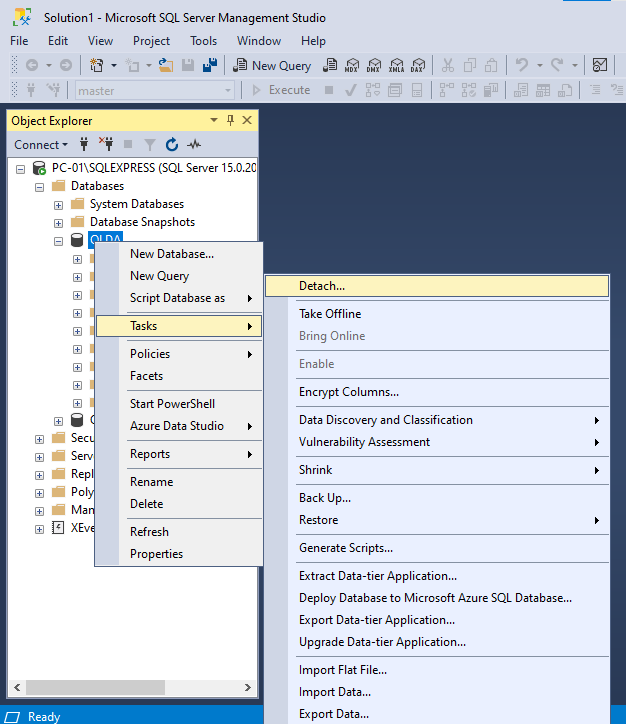 Solution1 - Microsoft SQL Server Management Studio
File Edit View Project Tools Window Help
New Query MDX DMX XMLA DAX
master Execute
Object Explorer
Connect
PC-01\SQLEXPRESS (SQL Server 15.0.20
Databases
System Databases
Database Snapshots
QLDA
New Database...
New Query
Script Database as
Tasks
Policies
Facets
Start PowerShell
Azure Data Studio
Reports
Rename
Delete
Refresh
Properties
Detach...
Take Offline
Bring Online
Enable
Encrypt Columns...
Data Discovery and Classification
Vulnerability Assessment
Shrink
Back Up...
Restore
Generate Scripts...
Extract Data-tier Application...
Deploy Database to Microsoft Azure SQL Database...
Export Data-tier Application...
Upgrade Data-tier Application...
Import Flat File...
Import Data...
Export Data...
Secu
Serv
Repl
Poly
Man
XEve
Ready